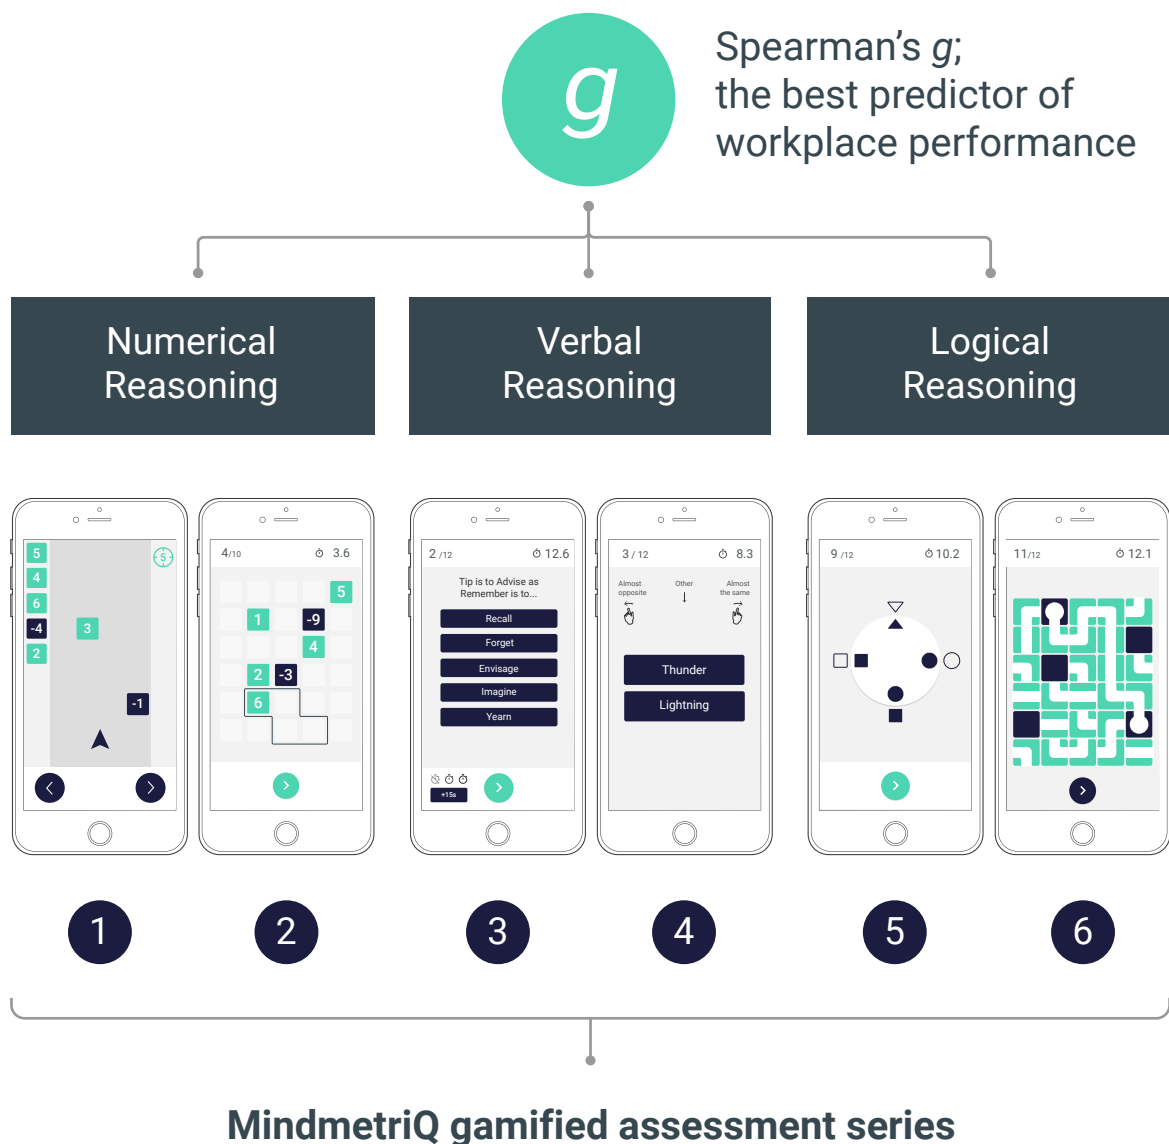 g
Spearman's g;
the best predictor of
workplace performance
Numerical
Reasoning
Verbal
Reasoning
Logical
Reasoning
5
4
6
-4
2
3
-1
5
4/10
3.6
5
1
-9
4
2
-3
6
2 /12
12.6
Tip is to Advise as
Remember is to...
Recall
Forget
Envisage
Imagine
Yearn
+15s
3 / 12
8.3
Almost
opposite
Other
Almost
the same
Thunder
Lightning
9 /12
10.2
11/12
12.1
1
2
3
4
5
6
MindmetriQ gamified assessment series